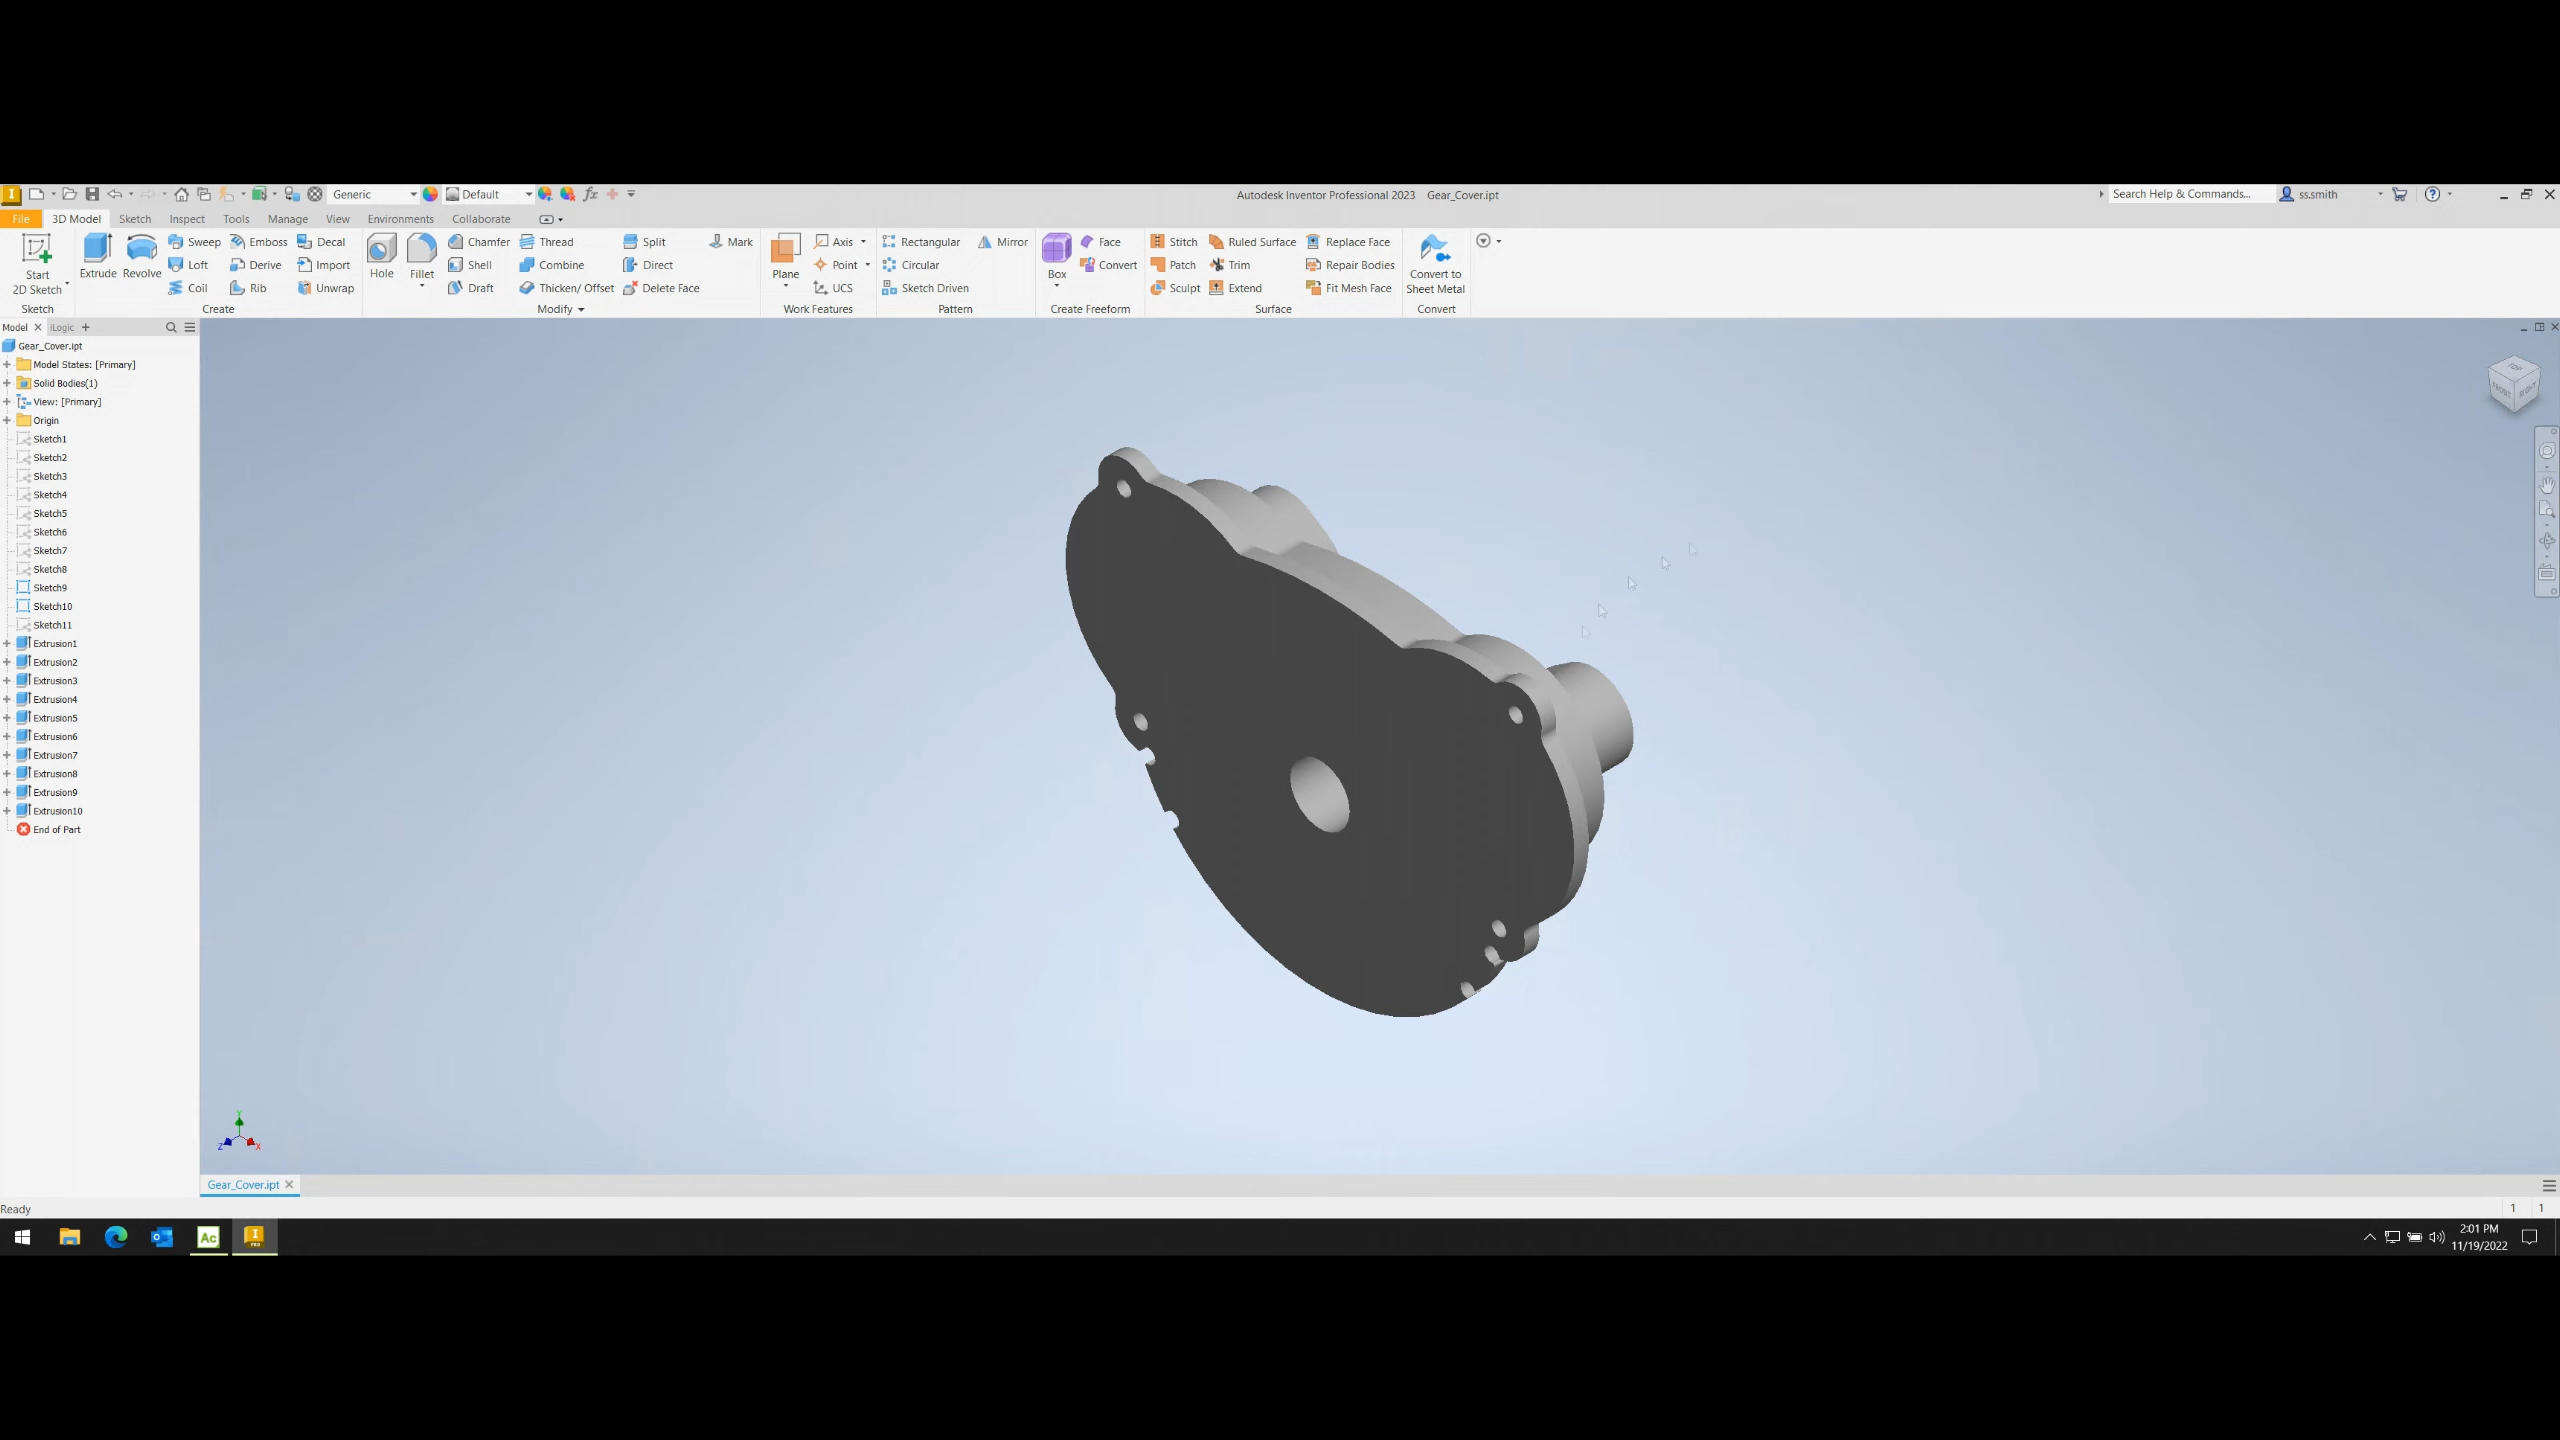 Generic Default Autodesk Inventor Professional 2023 Gear_Cover.ipt Search Help & Commands... ss.smith
File 3D Model Sketch Inspect Tools Manage View Environments Collaborate
Sweep Emboss Decal Chamfer Thread Split Mark Axis Rectangular Mirror Face Stitch Ruled Surface Replace Face
Loft Derive Import Shell Combine Direct Point Circular Convert Patch Trim Repair Bodies
Start 2D Sketch Extrude Revolve Hole Fillet Plane Box Convert to Sheet Metal
Coil Rib Unwrap Draft Thicken/ Offset Delete Face UCS Sketch Driven Sculpt Extend Fit Mesh Face
Sketch Create Modify Work Features Pattern Create Freeform Surface Convert
Model iLogic
Gear_Cover.ipt
Model States: [Primary]
Solid Bodies(1)
View: [Primary]
Origin
Sketch1
Sketch2
Sketch3
Sketch4
Sketch5
Sketch6
Sketch7
Sketch8
Sketch9
Sketch10
Sketch11
Extrusion1
Extrusion2
Extrusion3
Extrusion4
Extrusion5
Extrusion6
Extrusion7
Extrusion8
Extrusion9
Extrusion10
End of Part
TOP
FRONT RIGHT
Y
Z X
Gear_Cover.ipt
Ready 1 1
Ac I PRO 2:01 PM
11/19/2022